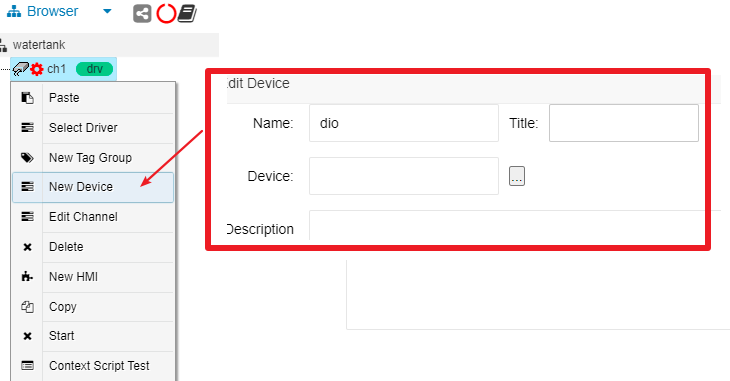 Browser
watertank
ch1 drv
Paste
Select Driver
New Tag Group
New Device
Edit Channel
Delete
New HMI
Copy
Start
Context Script Test
dit Device
Name: dio Title:
Device: ...
Description